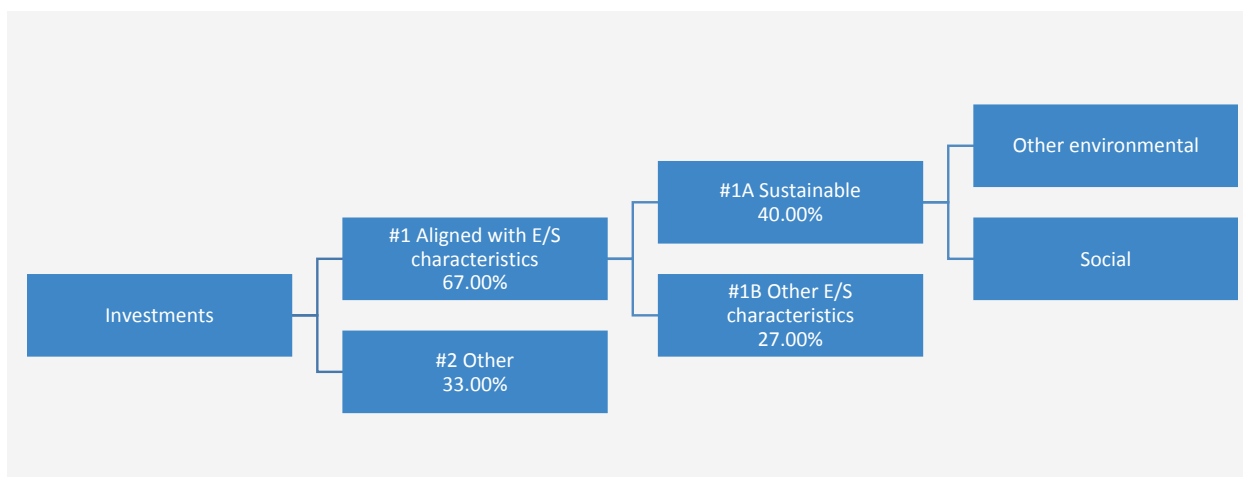 Investments
#1 Aligned with E/S
characteristics
67.00%
#2 Other
33.00%
#1A Sustainable
40.00%
#1B Other E/S
characteristics
27.00%
Other environmental
Social